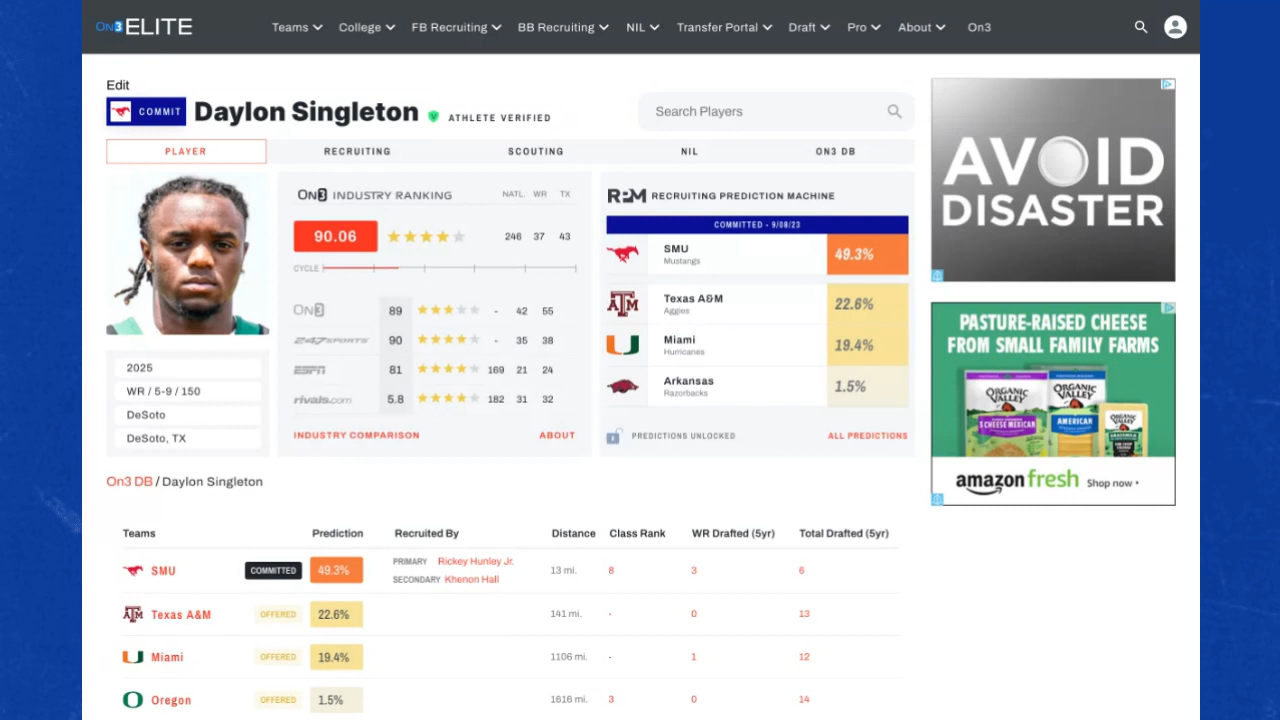 On3 ELITE Teams College FB Recruiting BB Recruiting NIL Transfer Portal Draft Pro About On3
Edit
COMMIT Daylon Singleton ATHLETE VERIFIED
Search Players
PLAYER RECRUITING SCOUTING NIL ON3 DB
On3 INDUSTRY RANKING NATL. WR TX
90.06 246 37 43
CYCLE
On3 89 - 42 55
247SPORTS 90 - 35 38
ESPN 81 169 21 24
rivals.com 5.8 182 31 32
INDUSTRY COMPARISON ABOUT
RPM RECRUITING PREDICTION MACHINE
COMMITTED - 9/08/23
SMU
Mustangs
49.3%
Texas A&M
Aggies
22.6%
Miami
Hurricanes
19.4%
Arkansas
Razorbacks
1.5%
PREDICTIONS UNLOCKED ALL PREDICTIONS
2025
WR / 5-9 / 150
DeSoto
DeSoto, TX
On3 DB / Daylon Singleton
Teams Prediction Recruited By Distance Class Rank WR Drafted (5yr) Total Drafted (5yr)
SMU COMMITTED 49.3% PRIMARY Rickey Hunley Jr. 13 mi. 8 3 6
SECONDARY Khenon Hall
Texas A&M OFFERED 22.6% 141 mi. - 0 13
Miami OFFERED 19.4% 1106 mi. - 1 12
Oregon OFFERED 1.5% 1616 mi. 3 0 14
AVOID
DISASTER
PASTURE-RAISED CHEESE
FROM SMALL FAMILY FARMS
ORGANIC VALLEY
3 CHEESE MEXICAN
ORGANIC VALLEY
AMERICAN
ORGANIC VALLEY
amazon fresh Shop now